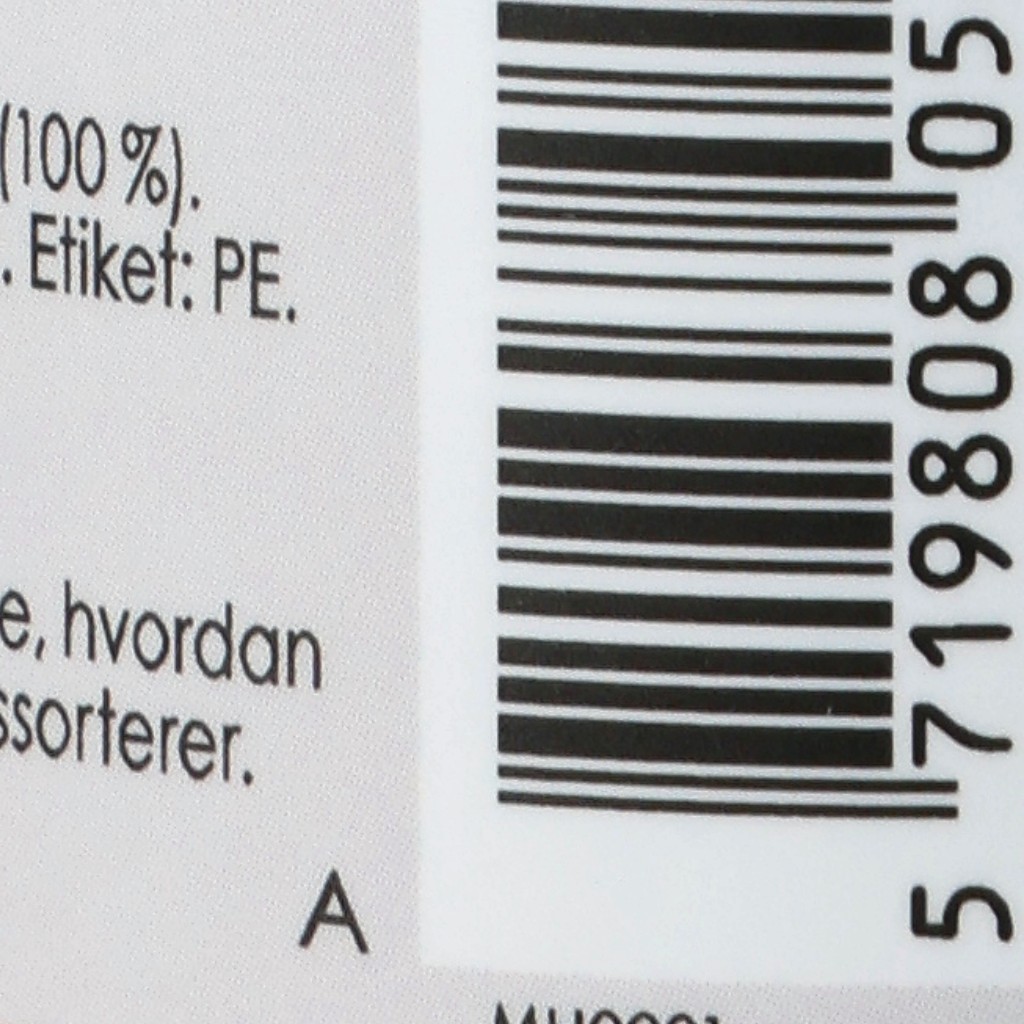 (100 %).
. Etiket: PE.
e, hvordan
ssorterer.
A
5 719808 05